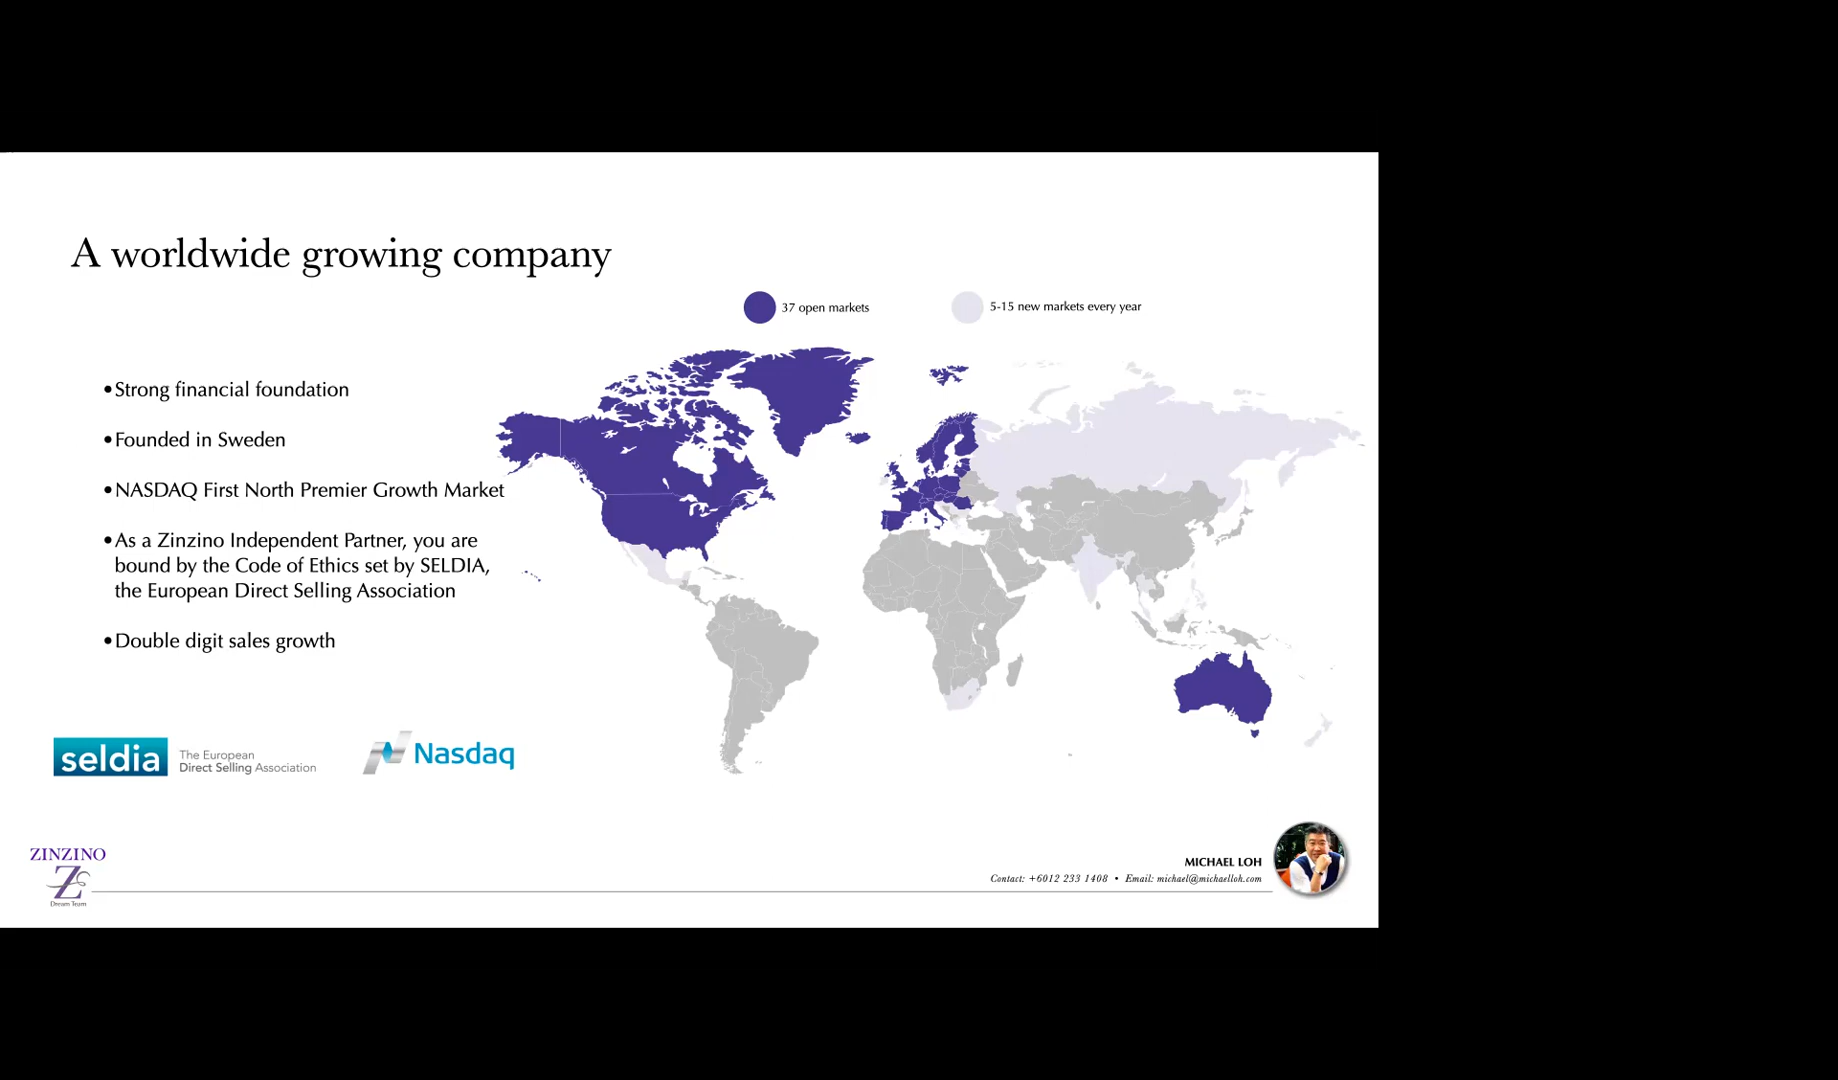 A worldwide growing company
37 open markets
5-15 new markets every year
•Strong financial foundation
•Founded in Sweden
•NASDAQ First North Premier Growth Market
•As a Zinzino Independent Partner, you are
bound by the Code of Ethics set by SELDIA,
the European Direct Selling Association
•Double digit sales growth
seldia
The European
Direct Selling Association
Nasdaq
ZINZINO
Z
Dream Team
MICHAEL LOH
Contact: +6012 233 1408 • Email: michael@michaelloh.com